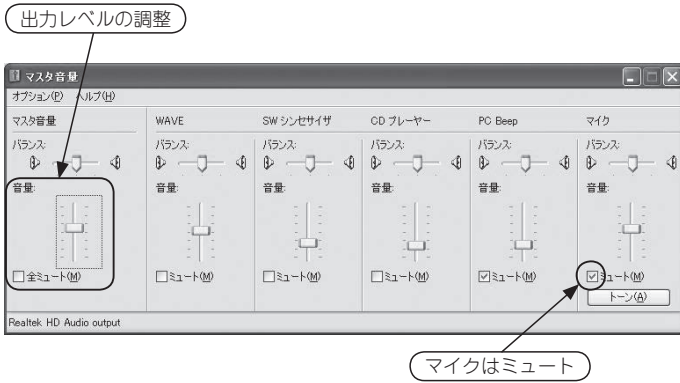 出力レベルの調整
マスタ音量
オプション(P) ヘルプ(H)
マスタ音量 WAVE SW シンセサイザ CD プレーヤー PC Beep マイク
バランス: バランス: バランス: バランス: バランス: バランス:
音量: 音量: 音量: 音量: 音量: 音量:
全ミュート(M) ミュート(M) ミュート(M) ミュート(M) ミュート(M) ミュート(M)
トーン(A)
Realtek HD Audio output
マイクはミュート